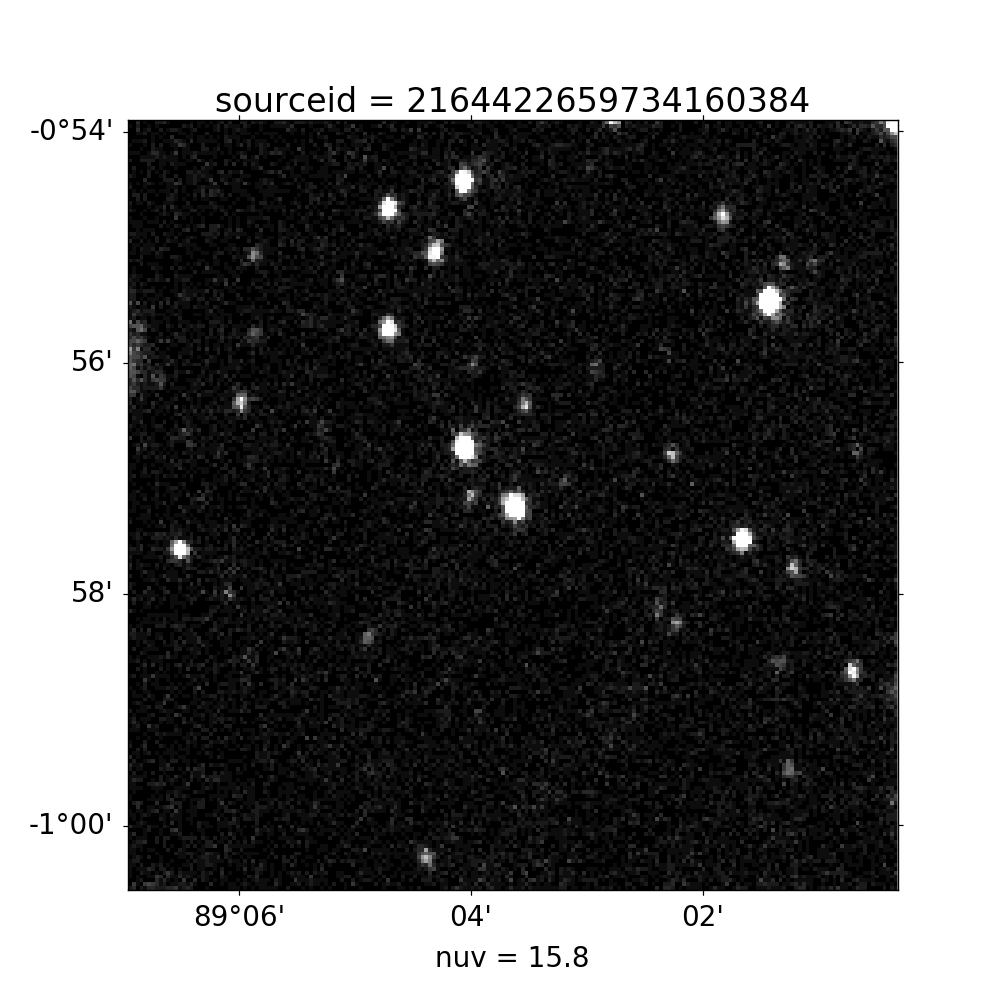 sourceid = 2164422659734160384
-0°54'
56'
58'
-1°00'
89°06' 04' 02'
nuv = 15.8